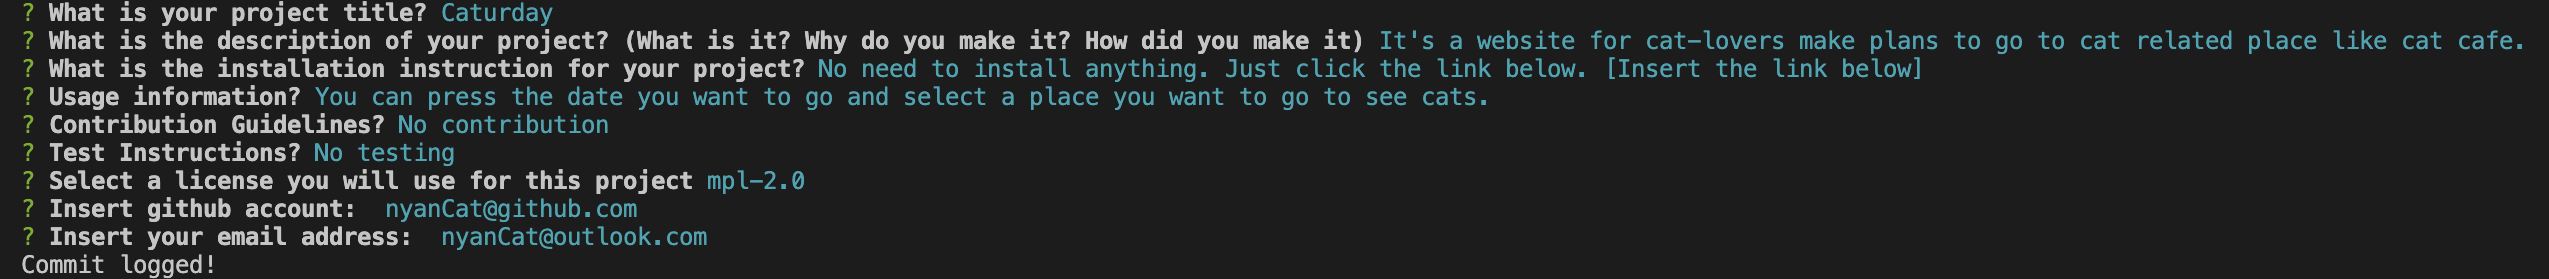 ? What is your project title? Caturday
? What is the description of your project? (What is it? Why do you make it? How did you make it) It's a website for cat-lovers make plans to go to cat related place like cat cafe.
? What is the installation instruction for your project? No need to install anything. Just click the link below. [Insert the link below]
? Usage information? You can press the date you want to go and select a place you want to go to see cats.
? Contribution Guidelines? No contribution
? Test Instructions? No testing
? Select a license you will use for this project mpl-2.0
? Insert github account:  nyanCat@github.com
? Insert your email address:  nyanCat@outlook.com
Commit logged!